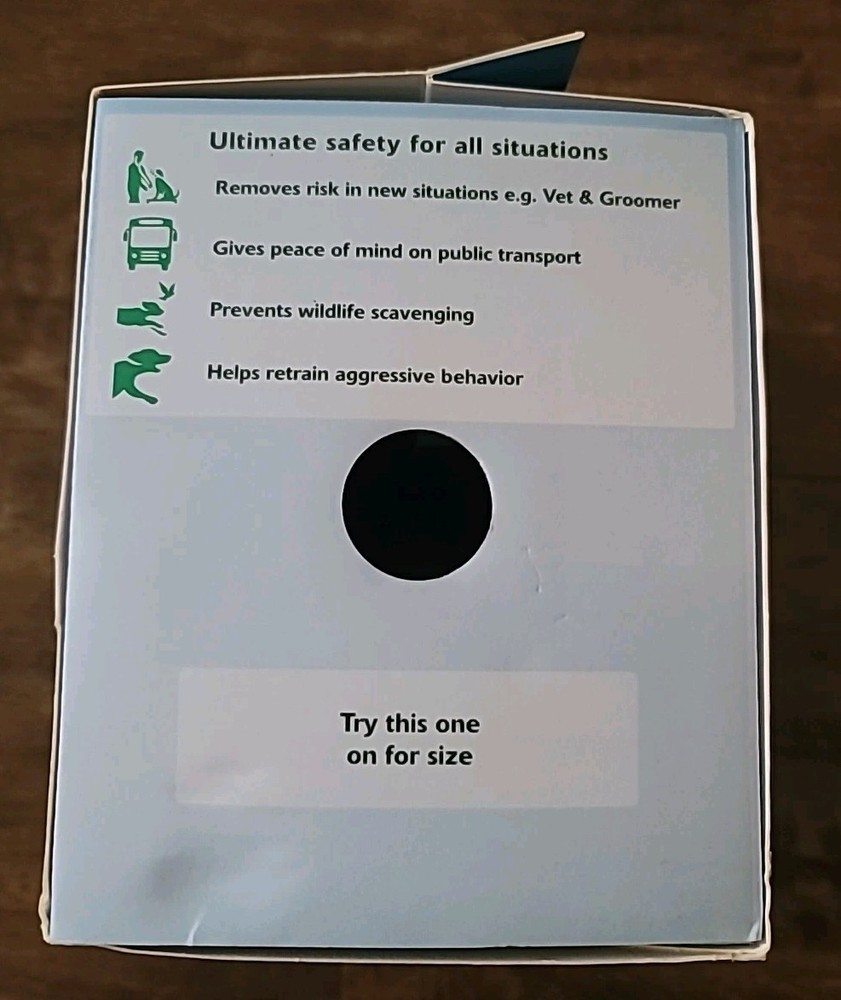 Ultimate safety for all situations
Removes risk in new situations e.g. Vet & Groomer
Gives peace of mind on public transport
Prevents wildlife scavenging
Helps retrain aggressive behavior
Try this one
on for size